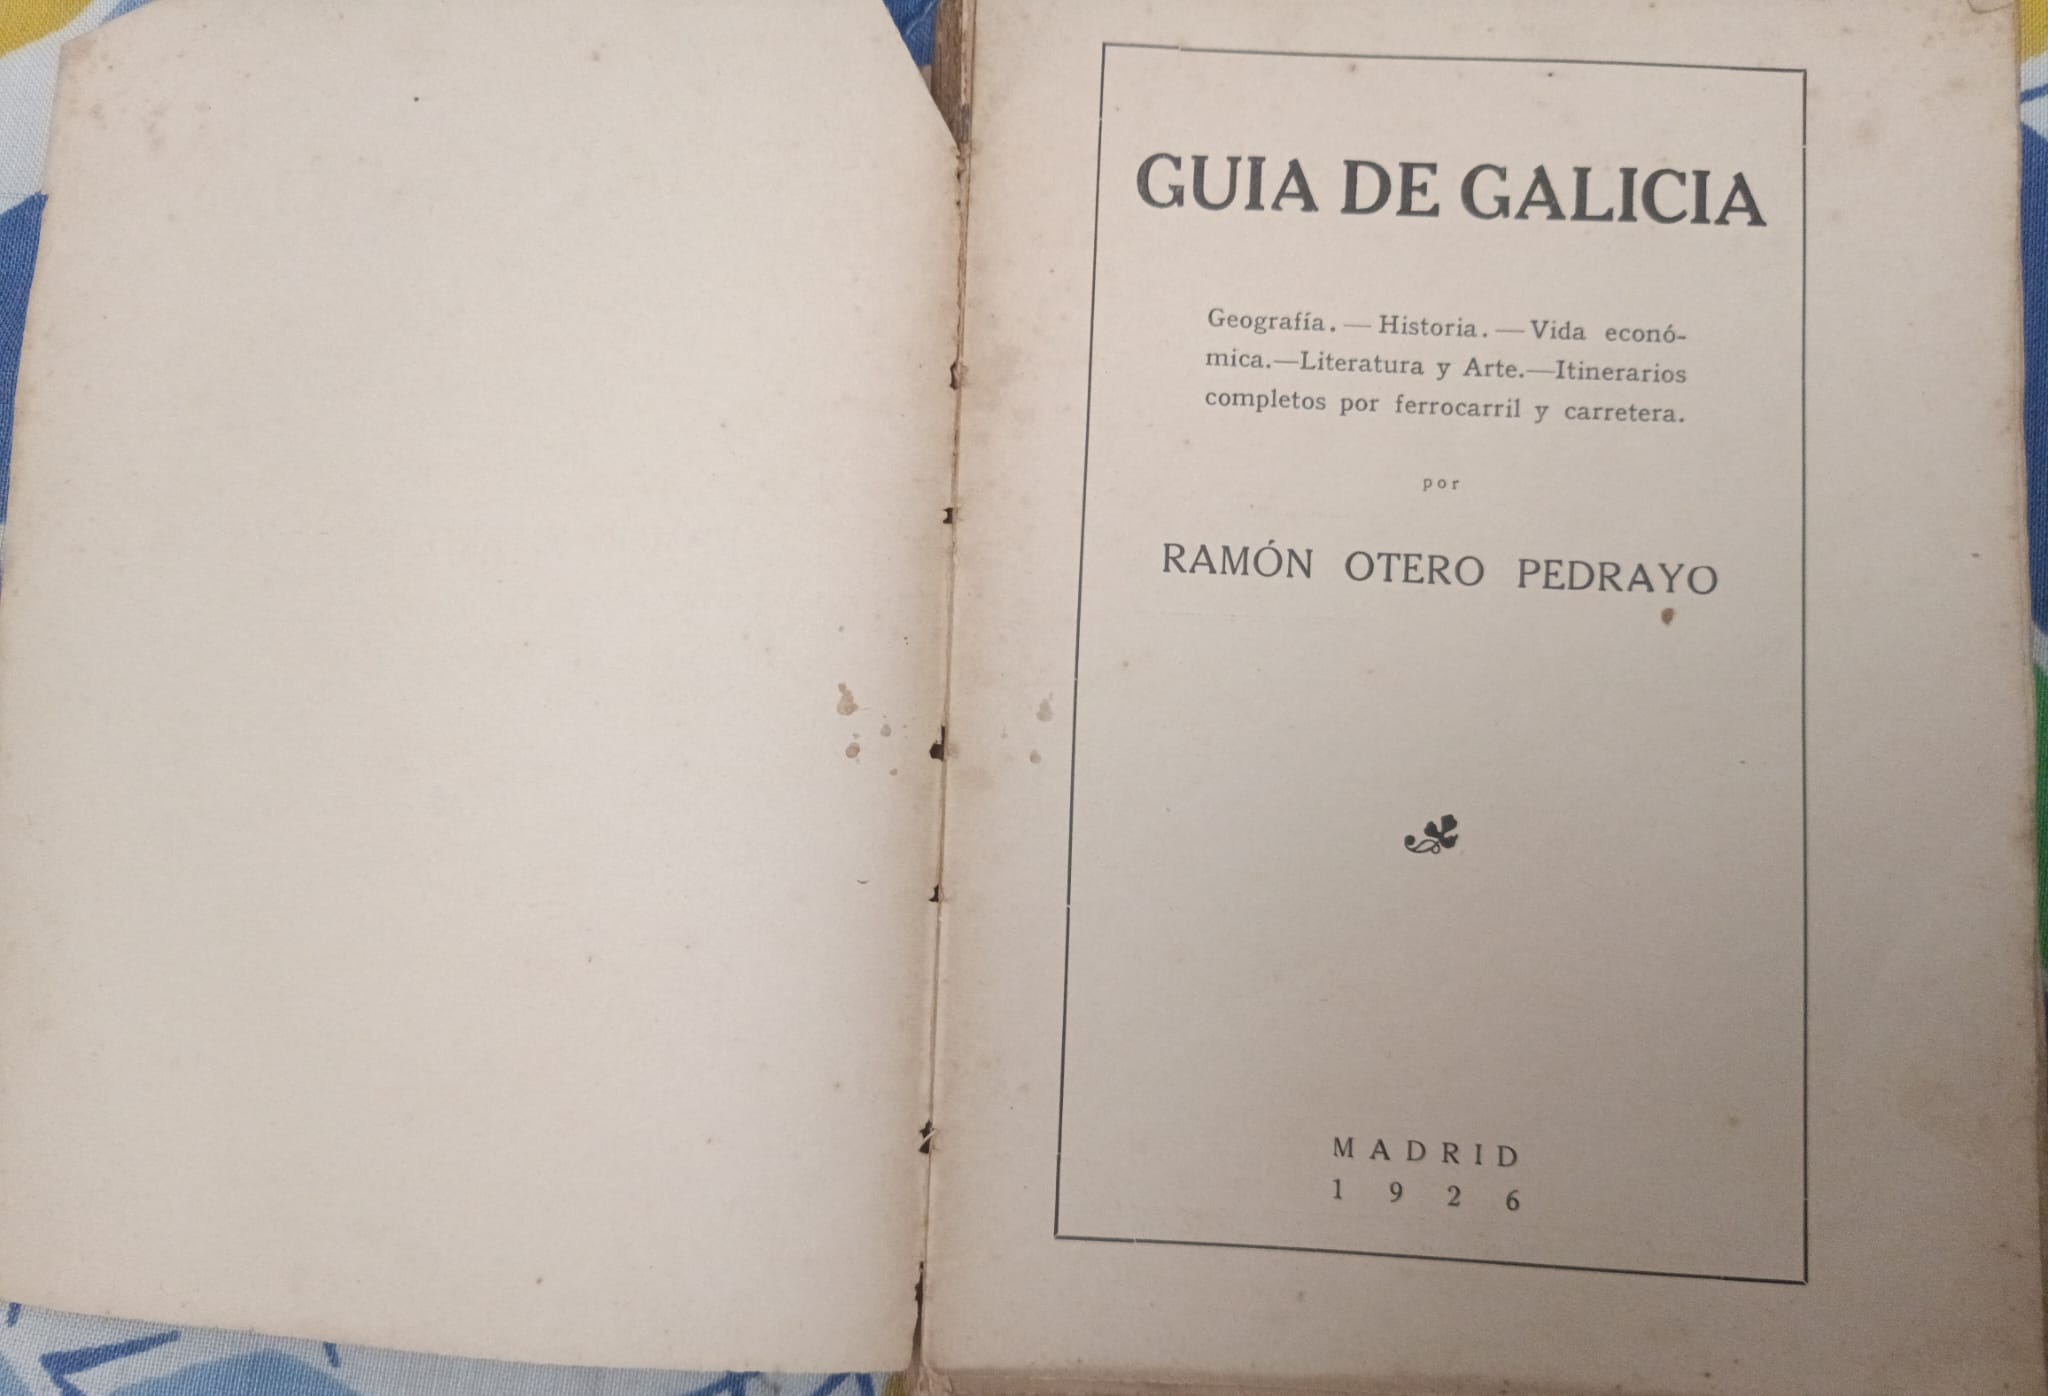 GUIA DE GALICIA
Geografía. — Historia. — Vida econó-
mica.—Literatura y Arte.—Itinerarios
completos por ferrocarril y carretera.
por
RAMÓN OTERO PEDRAYO
MADRID
1926